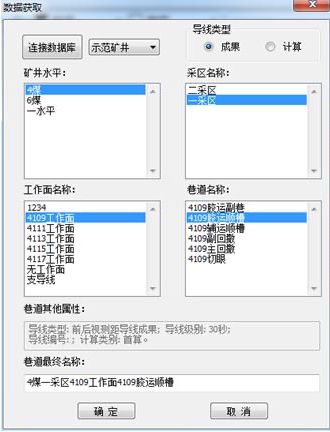 数据获取
连接数据库
示范矿井
导线类型
成果
计算
矿井水平:
4煤
6煤
一水平
采区名称:
二采区
一采区
工作面名称:
1234
4109工作面
4111工作面
4113工作面
4115工作面
4117工作面
无工作面
支导线
巷道名称:
4109胶运副巷
4109胶运顺槽
4109辅运顺槽
4109副回撤
4109主回撤
4109切眼
巷道其他属性:
导线类型: 前后视测距导线成果; 导线级别: 30秒;
导线编号: ; 计算类别: 首算。
巷道最终名称:
4煤一采区4109工作面4109胶运顺槽
确 定
取 消